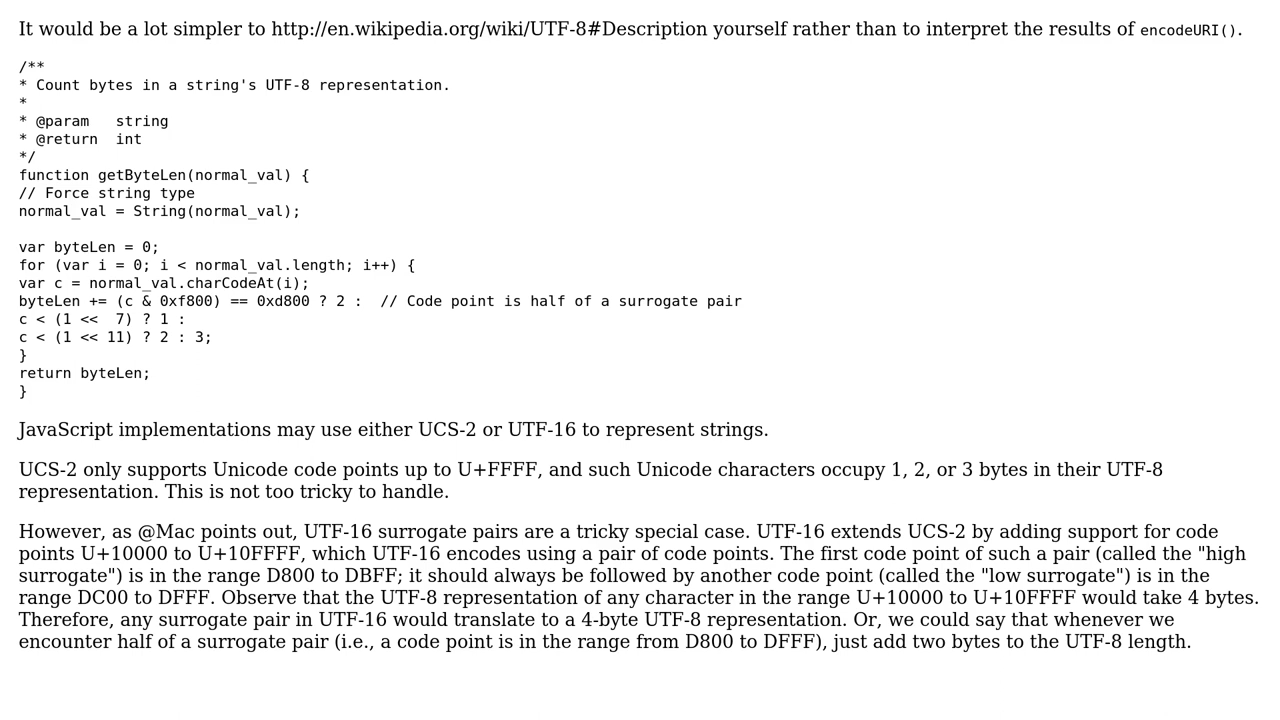 It would be a lot simpler to http://en.wikipedia.org/wiki/UTF-8#Description yourself rather than to interpret the results of encodeURI().
/**
* Count bytes in a string's UTF-8 representation.
*
* @param   string
* @return  int
*/
function getByteLen(normal_val) {
// Force string type
normal_val = String(normal_val);

var byteLen = 0;
for (var i = 0; i < normal_val.length; i++) {
var c = normal_val.charCodeAt(i);
byteLen += (c & 0xf800) == 0xd800 ? 2 :  // Code point is half of a surrogate pair
c < (1 <<  7) ? 1 :
c < (1 << 11) ? 2 : 3;
}
return byteLen;
}
JavaScript implementations may use either UCS-2 or UTF-16 to represent strings.
UCS-2 only supports Unicode code points up to U+FFFF, and such Unicode characters occupy 1, 2, or 3 bytes in their UTF-8
representation. This is not too tricky to handle.
However, as @Mac points out, UTF-16 surrogate pairs are a tricky special case. UTF-16 extends UCS-2 by adding support for code
points U+10000 to U+10FFFF, which UTF-16 encodes using a pair of code points. The first code point of such a pair (called the "high
surrogate") is in the range D800 to DBFF; it should always be followed by another code point (called the "low surrogate") is in the
range DC00 to DFFF. Observe that the UTF-8 representation of any character in the range U+10000 to U+10FFFF would take 4 bytes.
Therefore, any surrogate pair in UTF-16 would translate to a 4-byte UTF-8 representation. Or, we could say that whenever we
encounter half of a surrogate pair (i.e., a code point is in the range from D800 to DFFF), just add two bytes to the UTF-8 length.